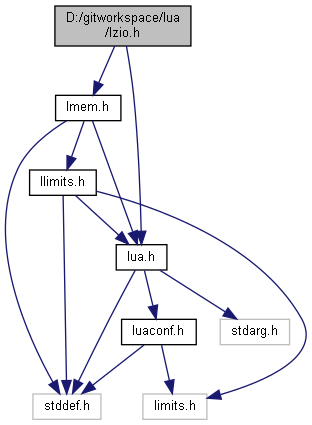 D:/gitworkspace/lua
/lzio.h
lmem.h
llimits.h
lua.h
luaconf.h
stdarg.h
stddef.h
limits.h